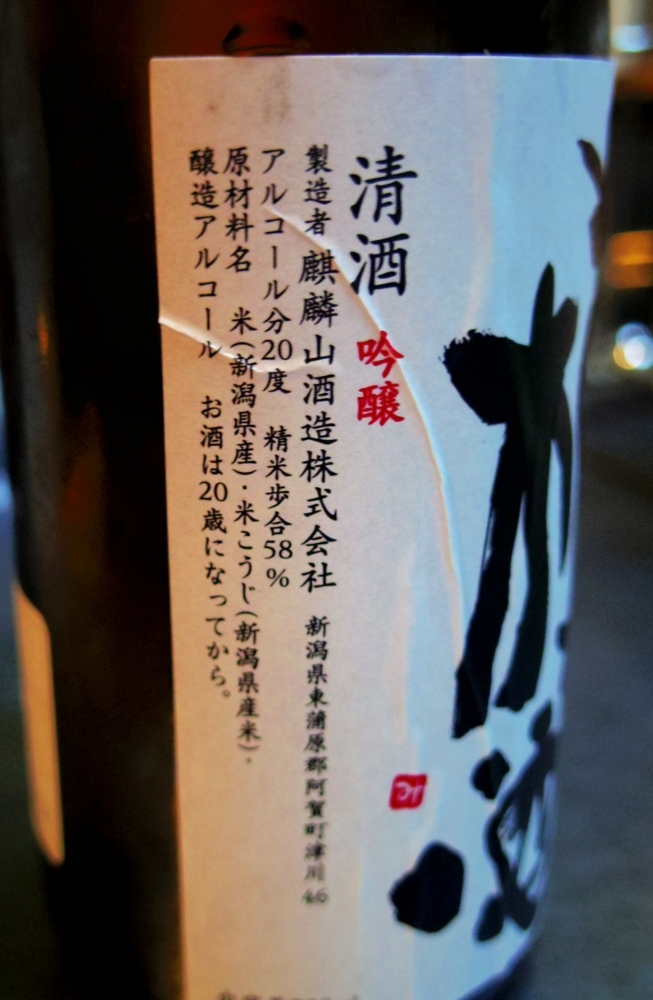 清酒 吟醸
製造者 麒麟山酒造株式会社 新潟県東蒲原郡阿賀町津川46
アルコール分20度 精米歩合58%
原材料名 米(新潟県産)・米こうじ(新潟県産米)・
醸造アルコール お酒は20歳になってから。